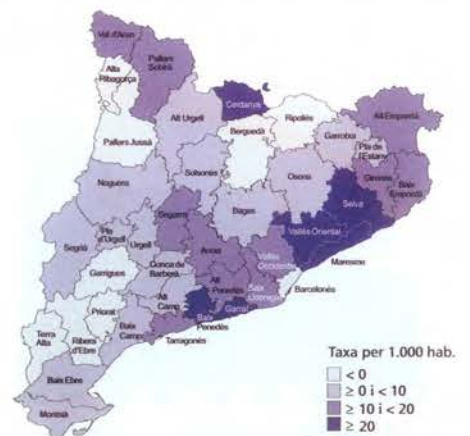 Val d'Aran
Alta
Ribagorça
Pallars
Sobirà
Cerdanya
Pallars Jussà
Alt Urgell
Berguedà
Ripollès
Garrotxa
Alt Empordà
Pla de
l'Estany
Gironès
Baix
Empordà
Noguera
Solsonès
Osona
Bages
Selva
Segarra
Vallès Oriental
Segrià
Pla
d'Urgell
Urgell
Anoia
Vallès
Occidental
Maresme
Garrigues
Conca de
Barberà
Alt
Penedès
Baix
Llobregat
Barcelonès
Alt
Camp
Baix
Penedès
Garraf
Priorat
Terra
Alta
Ribera
d'Ebre
Baix
Camp
Tarragonès
Baix Ebre
Montsià
Taxa per 1.000 hab.
< 0
≥ 0 i < 10
≥ 10 i < 20
≥ 20